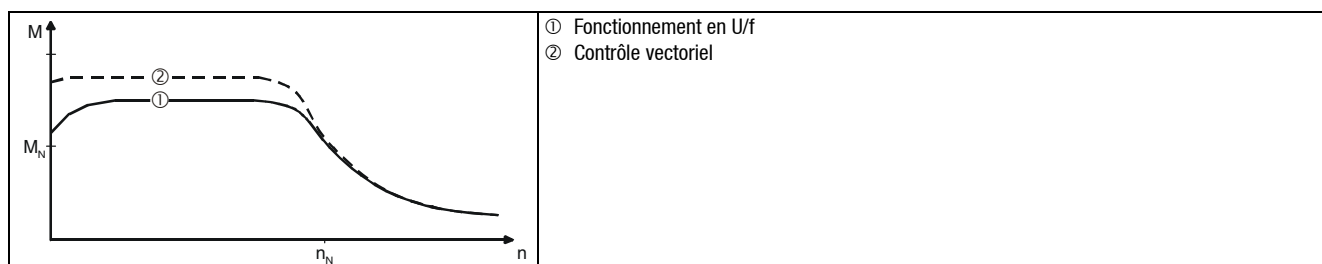 M
②
①
M_N
n_N
n
① Fonctionnement en U/f
② Contrôle vectoriel